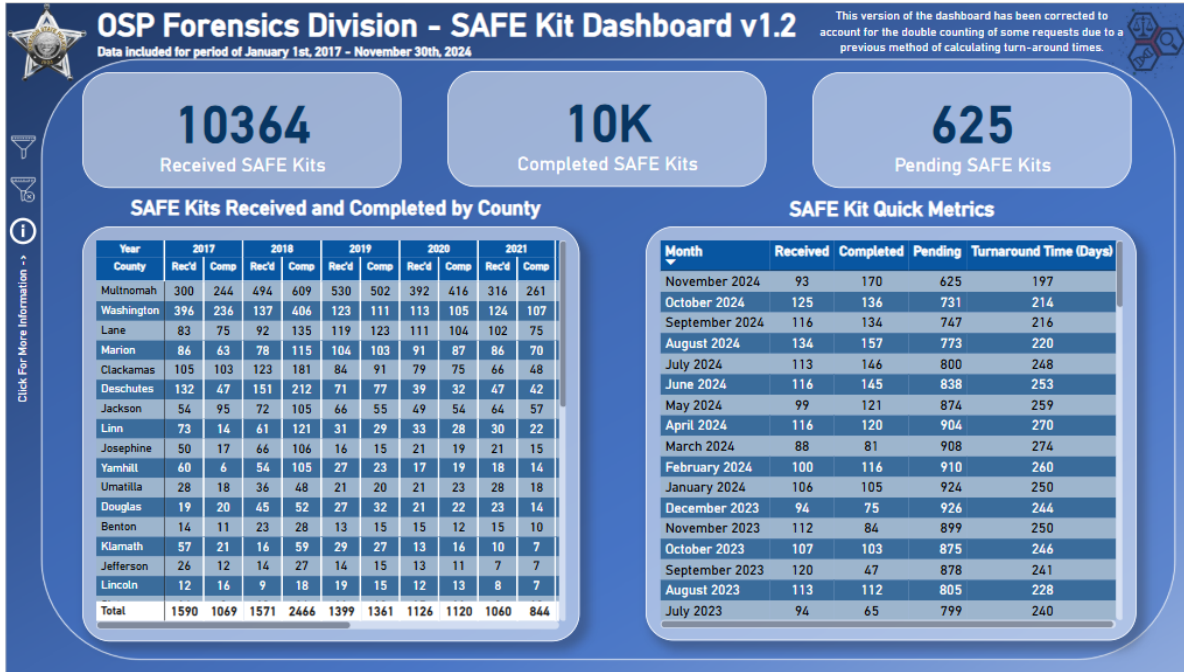 OSP Forensics Division - SAFE Kit Dashboard v1.2
Data included for period of January 1st, 2017 - November 30th, 2024
This version of the dashboard has been corrected to
account for the double counting of some requests due to a
previous method of calculating turn-around times.
10364
Received SAFE Kits
10K
Completed SAFE Kits
625
Pending SAFE Kits
Click For More Information ->
SAFE Kits Received and Completed by County
Year 2017 2018 2019 2020 2021
County Rec'd Comp Rec'd Comp Rec'd Comp Rec'd Comp Rec'd Comp
Multnomah 300 244 494 609 530 502 392 416 316 261
Washington 396 236 137 406 123 111 113 105 124 107
Lane 83 75 92 135 119 123 111 104 102 75
Marion 86 63 78 115 104 103 91 87 86 70
Clackamas 105 103 123 181 84 91 79 75 66 48
Deschutes 132 47 151 212 71 77 39 32 47 42
Jackson 54 95 72 105 66 55 49 54 64 57
Linn 73 14 61 121 31 29 33 28 30 22
Josephine 50 17 66 106 16 15 21 19 21 15
Yamhill 60 6 54 105 27 23 17 19 18 14
Umatilla 28 18 36 48 21 20 21 23 28 18
Douglas 19 20 45 52 27 32 21 22 23 14
Benton 14 11 23 28 13 15 15 12 15 10
Klamath 57 21 16 59 29 27 13 16 10 7
Jefferson 26 12 14 27 14 15 13 11 7 7
Lincoln 12 16 9 18 19 15 12 13 8 7
Total 1590 1069 1571 2466 1399 1361 1126 1120 1060 844
SAFE Kit Quick Metrics
Month Received Completed Pending Turnaround Time (Days)
November 2024 93 170 625 197
October 2024 125 136 731 214
September 2024 116 134 747 216
August 2024 134 157 773 220
July 2024 113 146 800 248
June 2024 116 145 838 253
May 2024 99 121 874 259
April 2024 116 120 904 270
March 2024 88 81 908 274
February 2024 100 116 910 260
January 2024 106 105 924 250
December 2023 94 75 926 244
November 2023 112 84 899 250
October 2023 107 103 875 246
September 2023 120 47 878 241
August 2023 113 112 805 228
July 2023 94 65 799 240